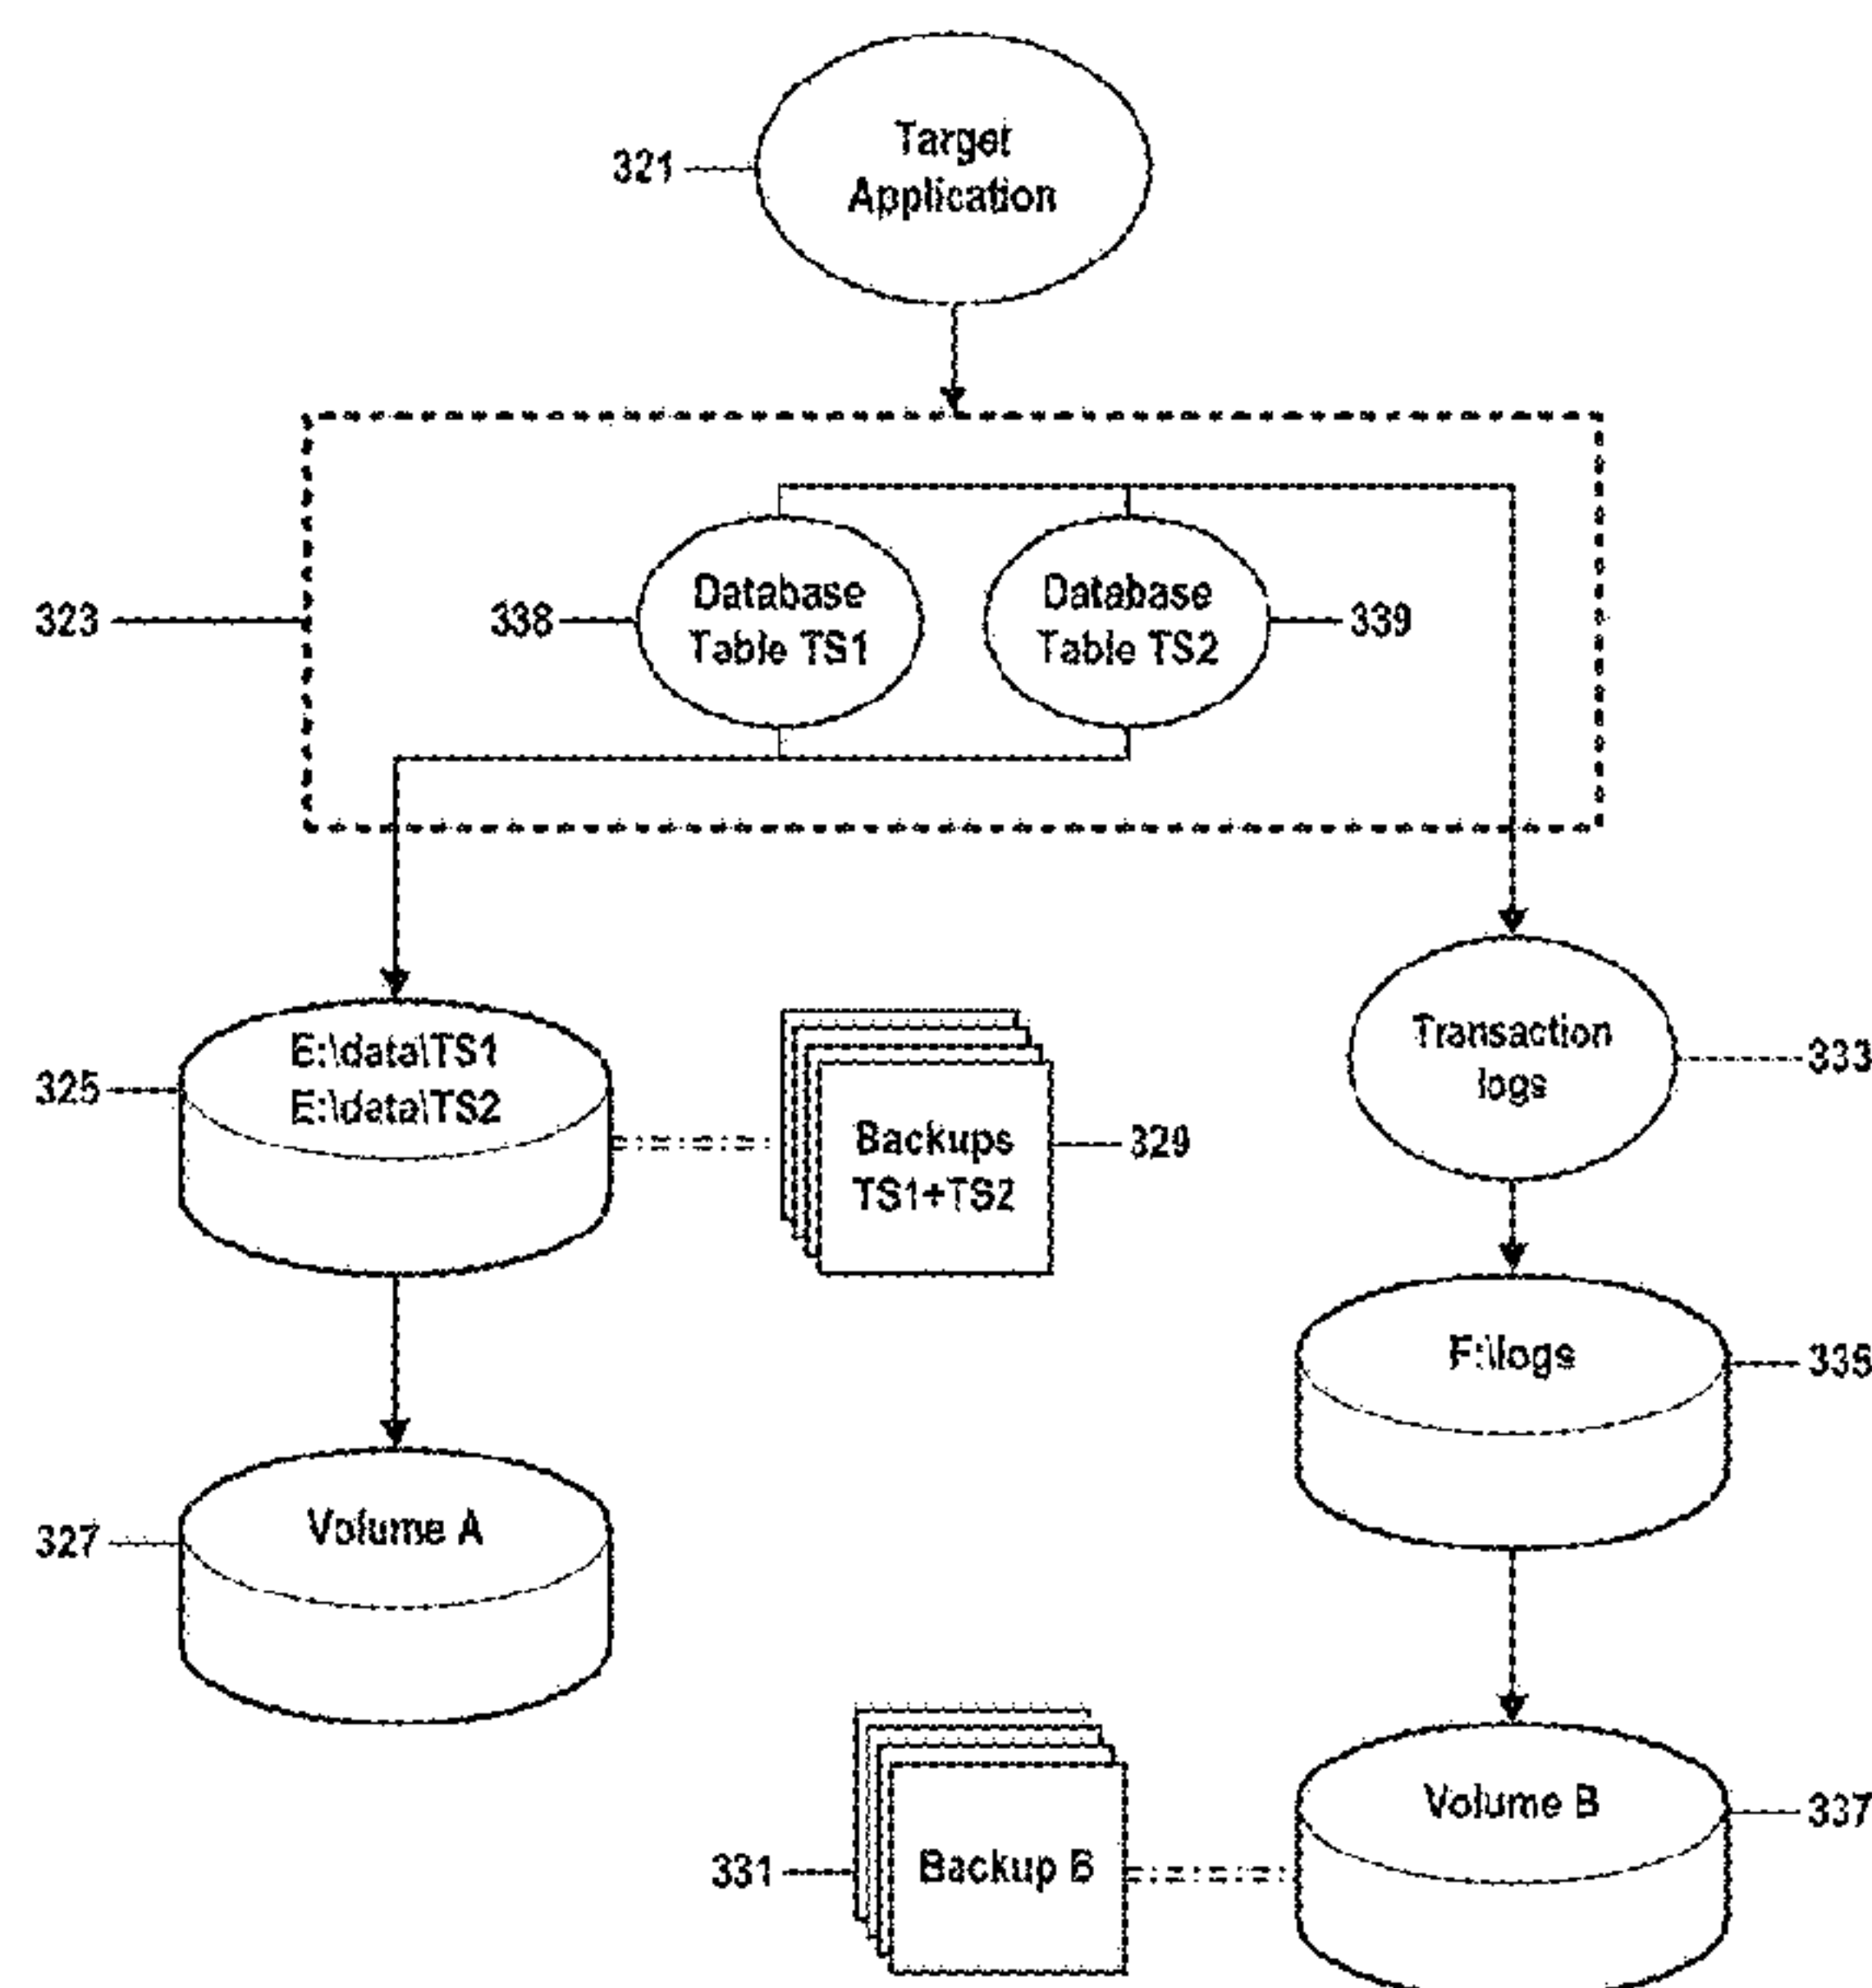 Target
Application
321
323
338
Database
Table TS1
Database
Table TS2
339
325
E:\data\TS1
E:\data\TS2
Backups
TS1+TS2
329
Transaction
logs
333
F:\logs
335
327
Volume A
331
Backup B
Volume B
337